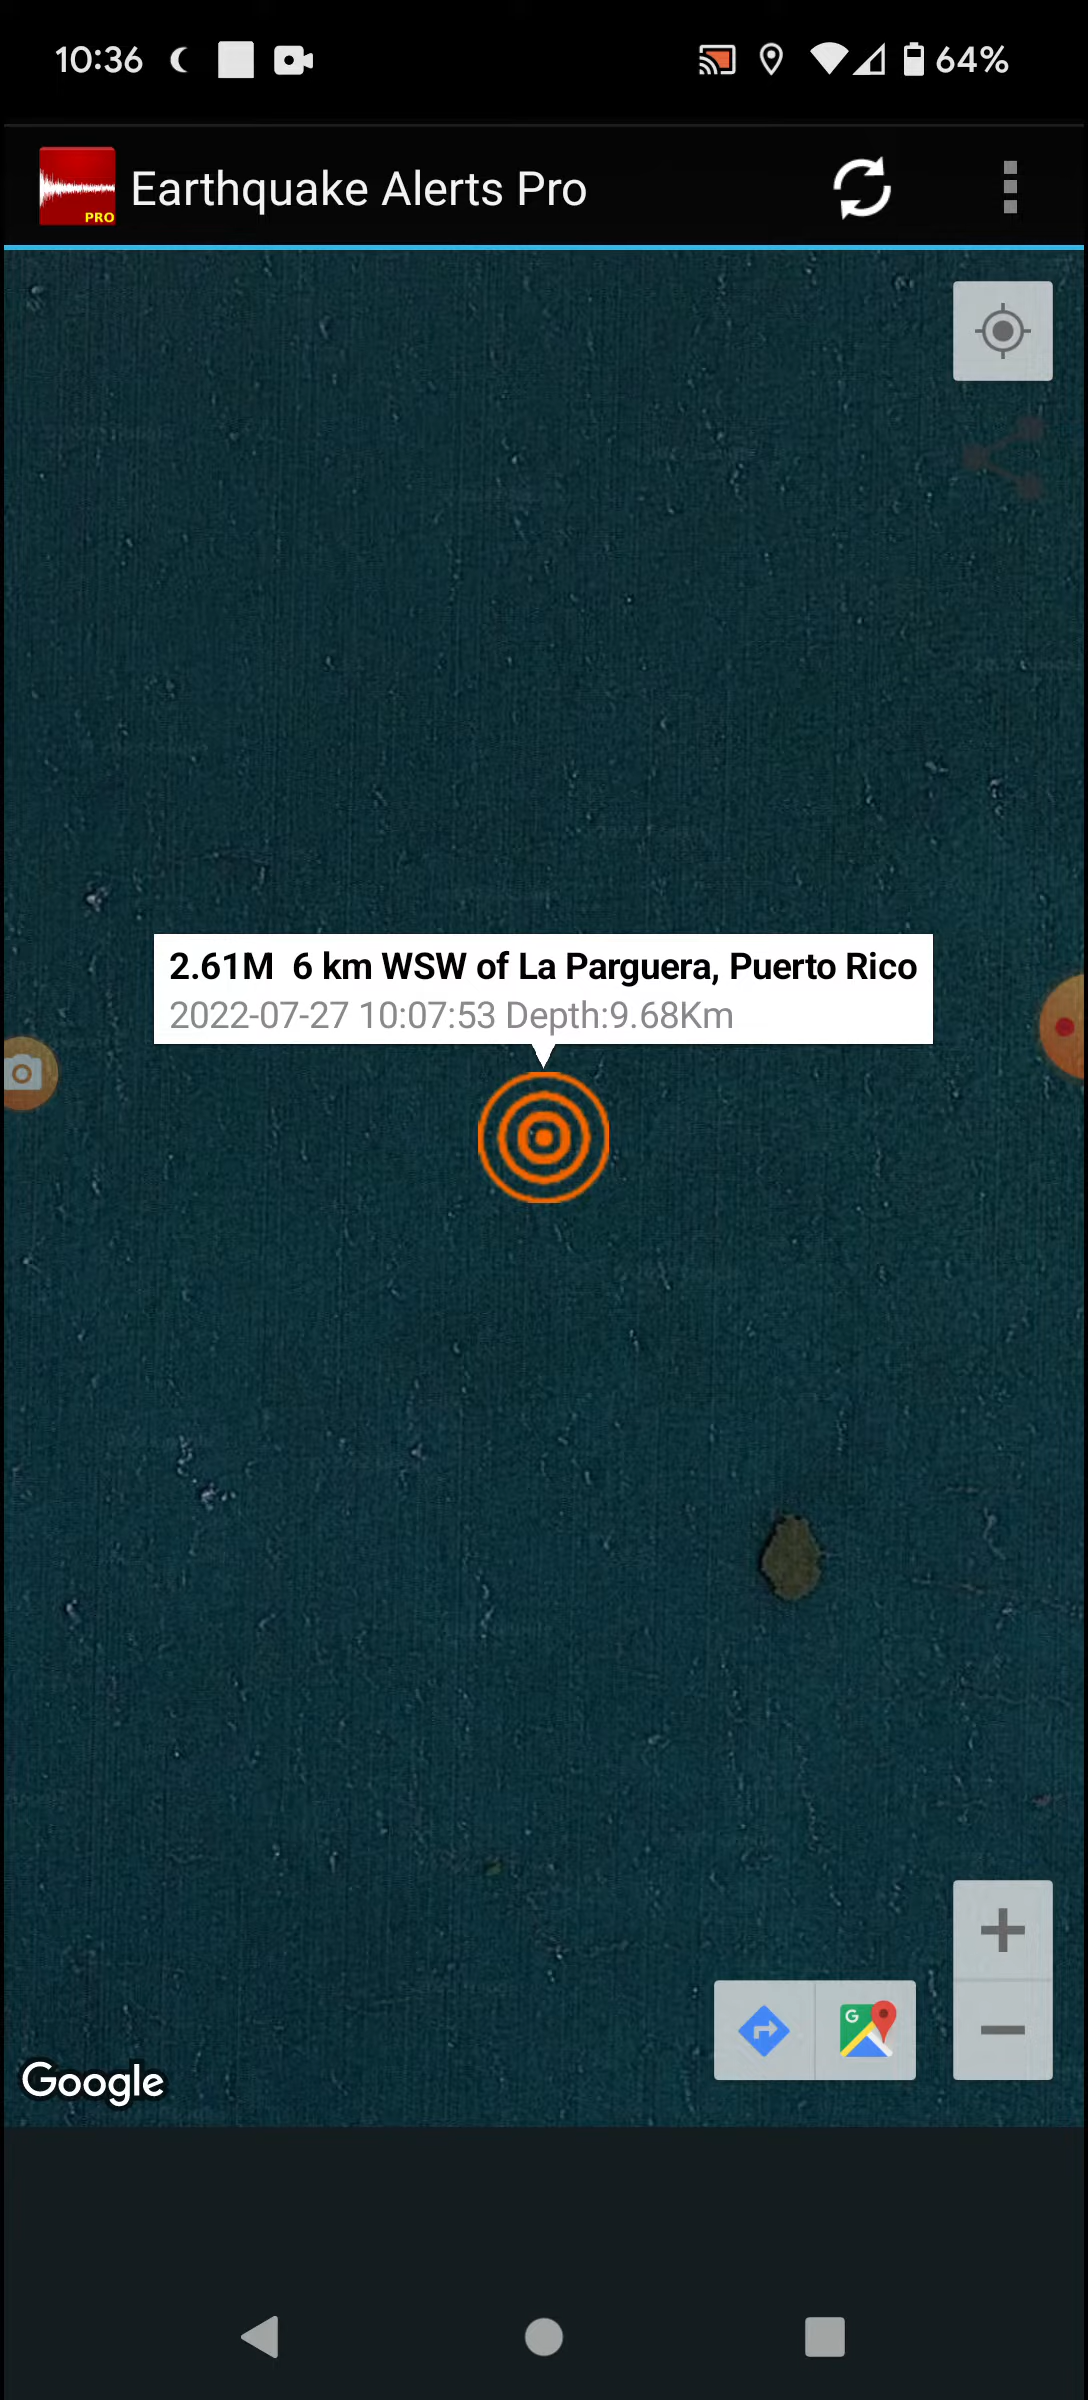 10:36 64%
PRO Earthquake Alerts Pro
2.61M 6 km WSW of La Parguera, Puerto Rico
2022-07-27 10:07:53 Depth:9.68Km
G
Google